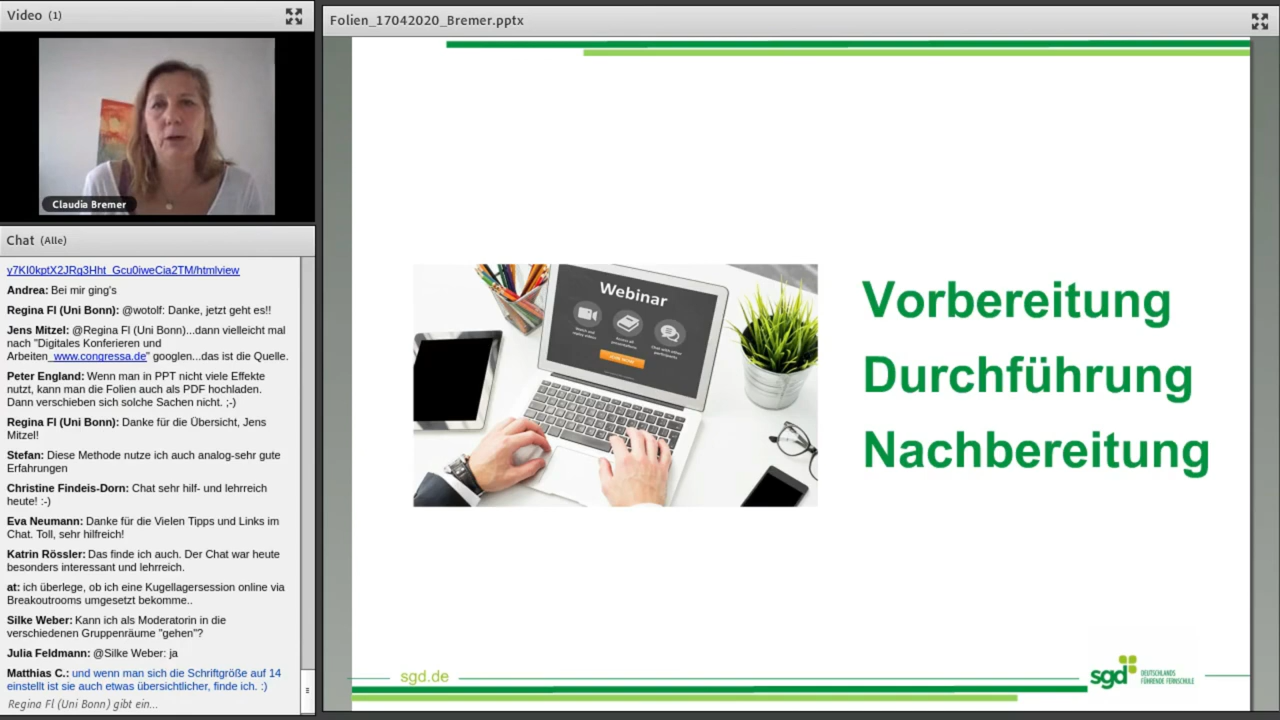 Video (1)
Claudia Bremer
Chat (Alle)
y7KI0kptX2JRg3Hht_Gcu0iweCia2TM/htmlview
Andrea: Bei mir ging's
Regina Fl (Uni Bonn): @wotolf: Danke, jetzt geht es!!
Jens Mitzel: @Regina Fl (Uni Bonn)...dann vielleicht mal
nach "Digitales Konferieren und
Arbeiten_www.congressa.de" googlen...das ist die Quelle.
Peter England: Wenn man in PPT nicht viele Effekte
nutzt, kann man die Folien auch als PDF hochladen.
Dann verschieben sich solche Sachen nicht. ;-)
Regina Fl (Uni Bonn): Danke für die Übersicht, Jens
Mitzel!
Stefan: Diese Methode nutze ich auch analog-sehr gute
Erfahrungen
Christine Findeis-Dorn: Chat sehr hilf- und lehrreich
heute! :-)
Eva Neumann: Danke für die Vielen Tipps und Links im
Chat. Toll, sehr hilfreich!
Katrin Rössler: Das finde ich auch. Der Chat war heute
besonders interessant und lehrreich.
at: ich überlege, ob ich eine Kugellagersession online via
Breakoutrooms umgesetzt bekomme..
Silke Weber: Kann ich als Moderatorin in die
verschiedenen Gruppenräume "gehen"?
Julia Feldmann: @Silke Weber: ja
Matthias C.: und wenn man sich die Schriftgröße auf 14
einstellt ist sie auch etwas übersichtlicher, finde ich. :)
Regina Fl (Uni Bonn) gibt ein...
Folien_17042020_Bremer.pptx
Webinar
Vorbereitung
Durchführung
Nachbereitung
sgd.de
sgd
DEUTSCHLANDS
FÜHRENDE FERNSCHULE